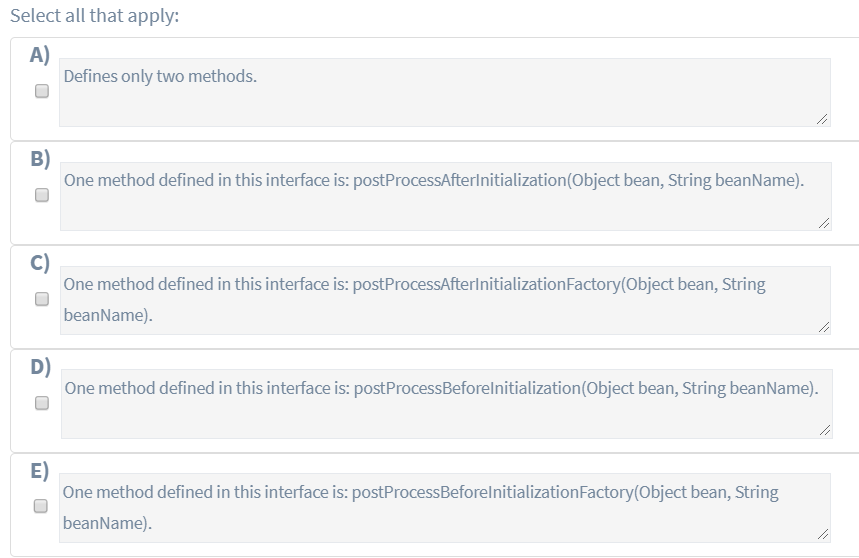 Select all that apply:
A)
Defines only two methods.
B)
One method defined in this interface is: postProcessAfterInitialization(Object bean, String beanName).
C)
One method defined in this interface is: postProcessAfterInitializationFactory(Object bean, String
beanName).
D)
One method defined in this interface is: postProcessBeforeInitialization(Object bean, String beanName).
E)
One method defined in this interface is: postProcessBeforeInitializationFactory(Object bean, String
beanName).